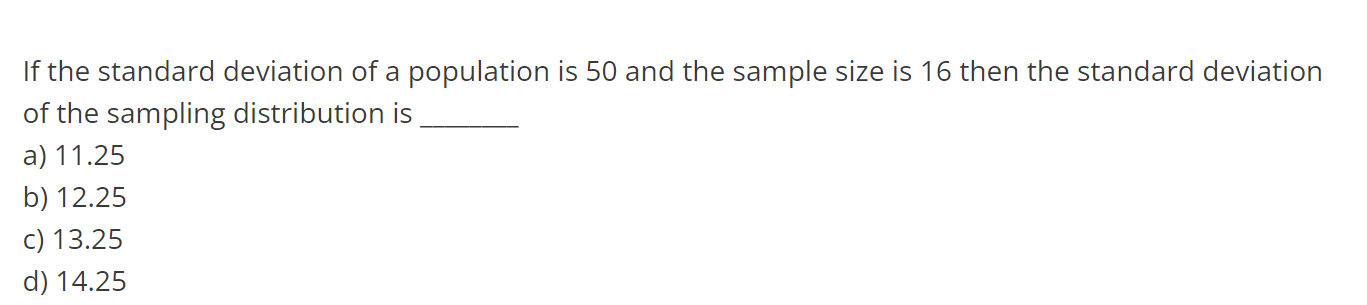 If the standard deviation of a population is 50 and the sample size is 16 then the standard deviation
of the sampling distribution is ________
a) 11.25
b) 12.25
c) 13.25
d) 14.25